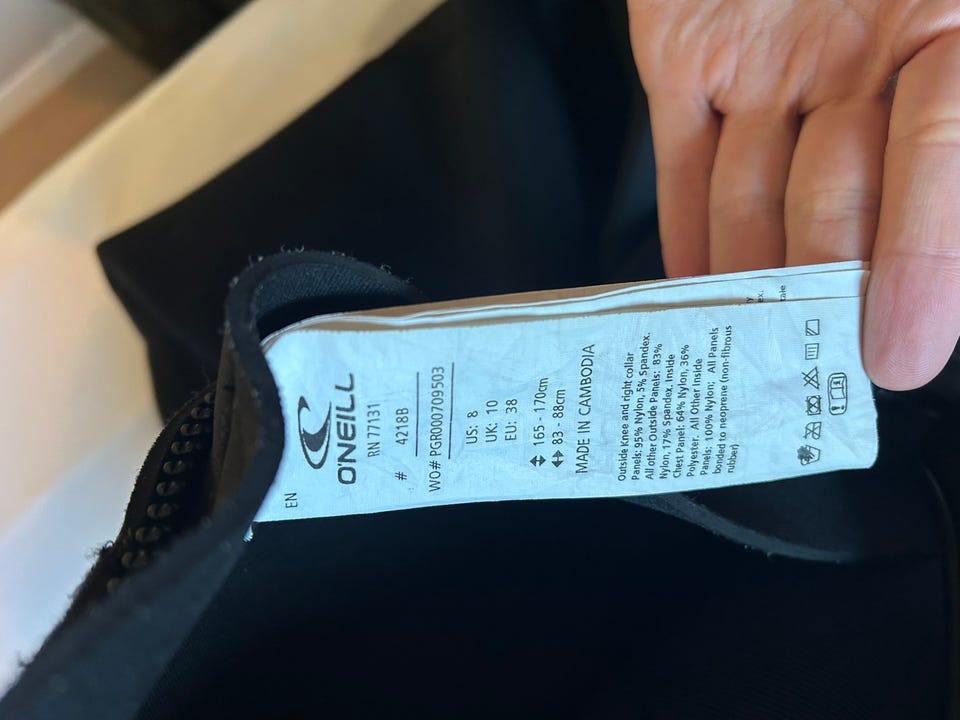 EN
O'NEILL
RN 77131
# 4218B
WO# PGR000709503
US: 8
UK: 10
EU: 38
165 - 170cm
83 - 88cm
MADE IN CAMBODIA
Outside Knee and right collar
Panels: 95% Nylon, 5% Spandex.
All other Outside Panels: 83%
Nylon, 17% Spandex, Inside
Chest Panel: 64% Nylon, 36%
Polyester. All Other Inside
Panels: 100% Nylon; All Panels
bonded to neoprene (non-fibrous
rubber)